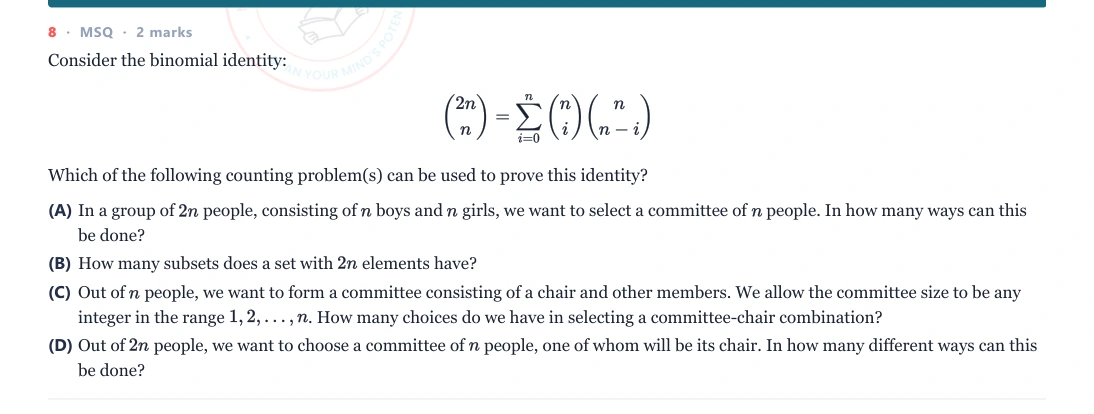 8 · MSQ · 2 marks
Consider the binomial identity:
$\binom{2n}{n} = \sum_{i=0}^{n} \binom{n}{i} \binom{n}{n-i}$
Which of the following counting problem(s) can be used to prove this identity?
(A) In a group of 2n people, consisting of n boys and n girls, we want to select a committee of n people. In how many ways can this
be done?
(B) How many subsets does a set with 2n elements have?
(C) Out of n people, we want to form a committee consisting of a chair and other members. We allow the committee size to be any
integer in the range 1, 2, . . . , n. How many choices do we have in selecting a committee-chair combination?
(D) Out of 2n people, we want to choose a committee of n people, one of whom will be its chair. In how many different ways can this
be done?